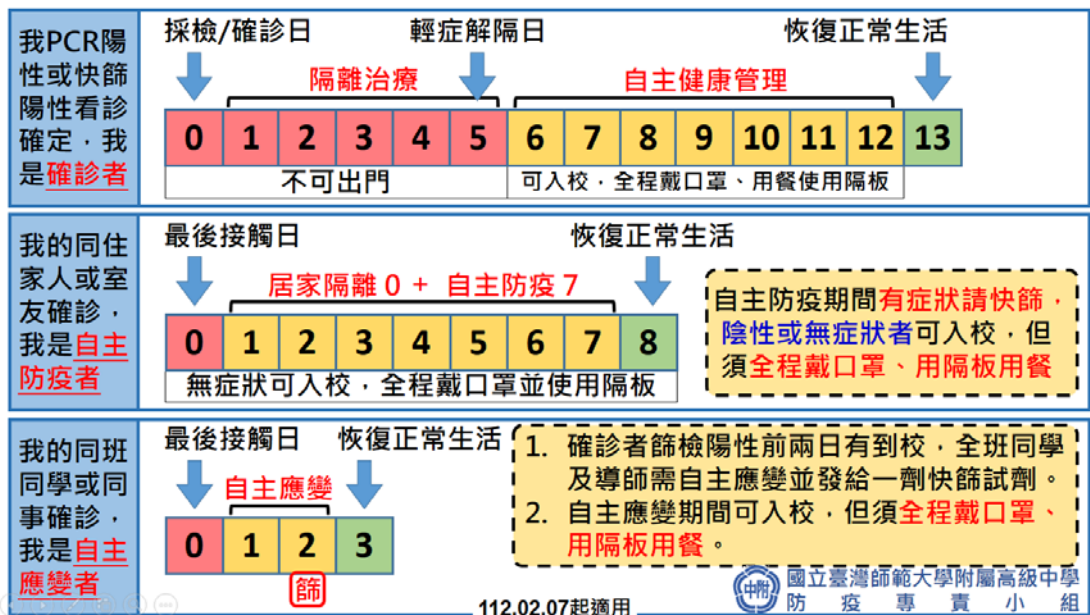 我PCR陽
性或快篩
陽性看診
確定，我
是確診者
採檢/確診日
輕症解隔日
恢復正常生活
隔離治療
自主健康管理
0 1 2 3 4 5 6 7 8 9 10 11 12 13
不可出門
可入校，全程戴口罩、用餐使用隔板
我的同住
家人或室
友確診，
我是自主
防疫者
最後接觸日
恢復正常生活
居家隔離 0 + 自主防疫 7
0 1 2 3 4 5 6 7 8
無症狀可入校，全程戴口罩並使用隔板
自主防疫期間有症狀請快篩，
陰性或無症狀者可入校，但
須全程戴口罩、用隔板用餐
我的同班
同學或同
事確診，
我是自主
應變者
最後接觸日
恢復正常生活
自主應變
0 1 2 3
篩
1. 確診者篩檢陽性前兩日有到校，全班同學
及導師需自主應變並發給一劑快篩試劑。
2. 自主應變期間可入校，但須全程戴口罩、
用隔板用餐。
112.02.07起適用
中附
國立臺灣師範大學附屬高級中學
防疫專責小組